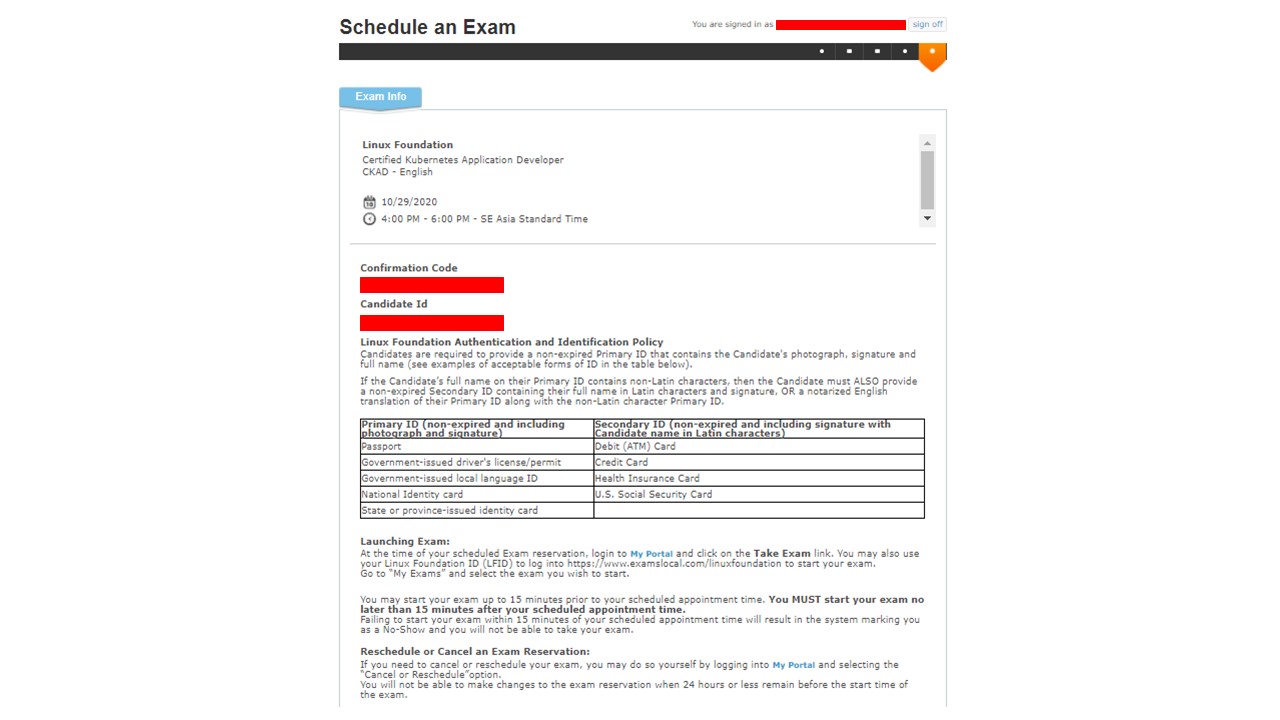 Schedule an Exam
You are signed in as
sign off
Exam Info
Linux Foundation
Certified Kubernetes Application Developer
CKAD - English
10/29/2020
4:00 PM - 6:00 PM - SE Asia Standard Time
Confirmation Code
Candidate Id
Linux Foundation Authentication and Identification Policy
Candidates are required to provide a non-expired Primary ID that contains the Candidate's photograph, signature and
full name (see examples of acceptable forms of ID in the table below).
If the Candidate's full name on their Primary ID contains non-Latin characters, then the Candidate must ALSO provide
a non-expired Secondary ID containing their full name in Latin characters and signature, OR a notarized English
translation of their Primary ID along with the non-Latin character Primary ID.
Primary ID (non-expired and including
photograph and signature)
Secondary ID (non-expired and including signature with
Candidate name in Latin characters)
Passport
Debit (ATM) Card
Government-issued driver's license/permit
Credit Card
Government-issued local language ID
Health Insurance Card
National Identity card
U.S. Social Security Card
State or province-issued identity card
Launching Exam:
At the time of your scheduled Exam reservation, login to My Portal and click on the Take Exam link. You may also use
your Linux Foundation ID (LFID) to log into https://www.examslocal.com/linuxfoundation to start your exam.
Go to "My Exams" and select the exam you wish to start.
You may start your exam up to 15 minutes prior to your scheduled appointment time. You MUST start your exam no
later than 15 minutes after your scheduled appointment time.
Failing to start your exam within 15 minutes of your scheduled appointment time will result in the system marking you
as a No-Show and you will not be able to take your exam.
Reschedule or Cancel an Exam Reservation:
If you need to cancel or reschedule your exam, you may do so yourself by logging into My Portal and selecting the
"Cancel or Reschedule"option.
You will not be able to make changes to the exam reservation when 24 hours or less remain before the start time of
the exam.